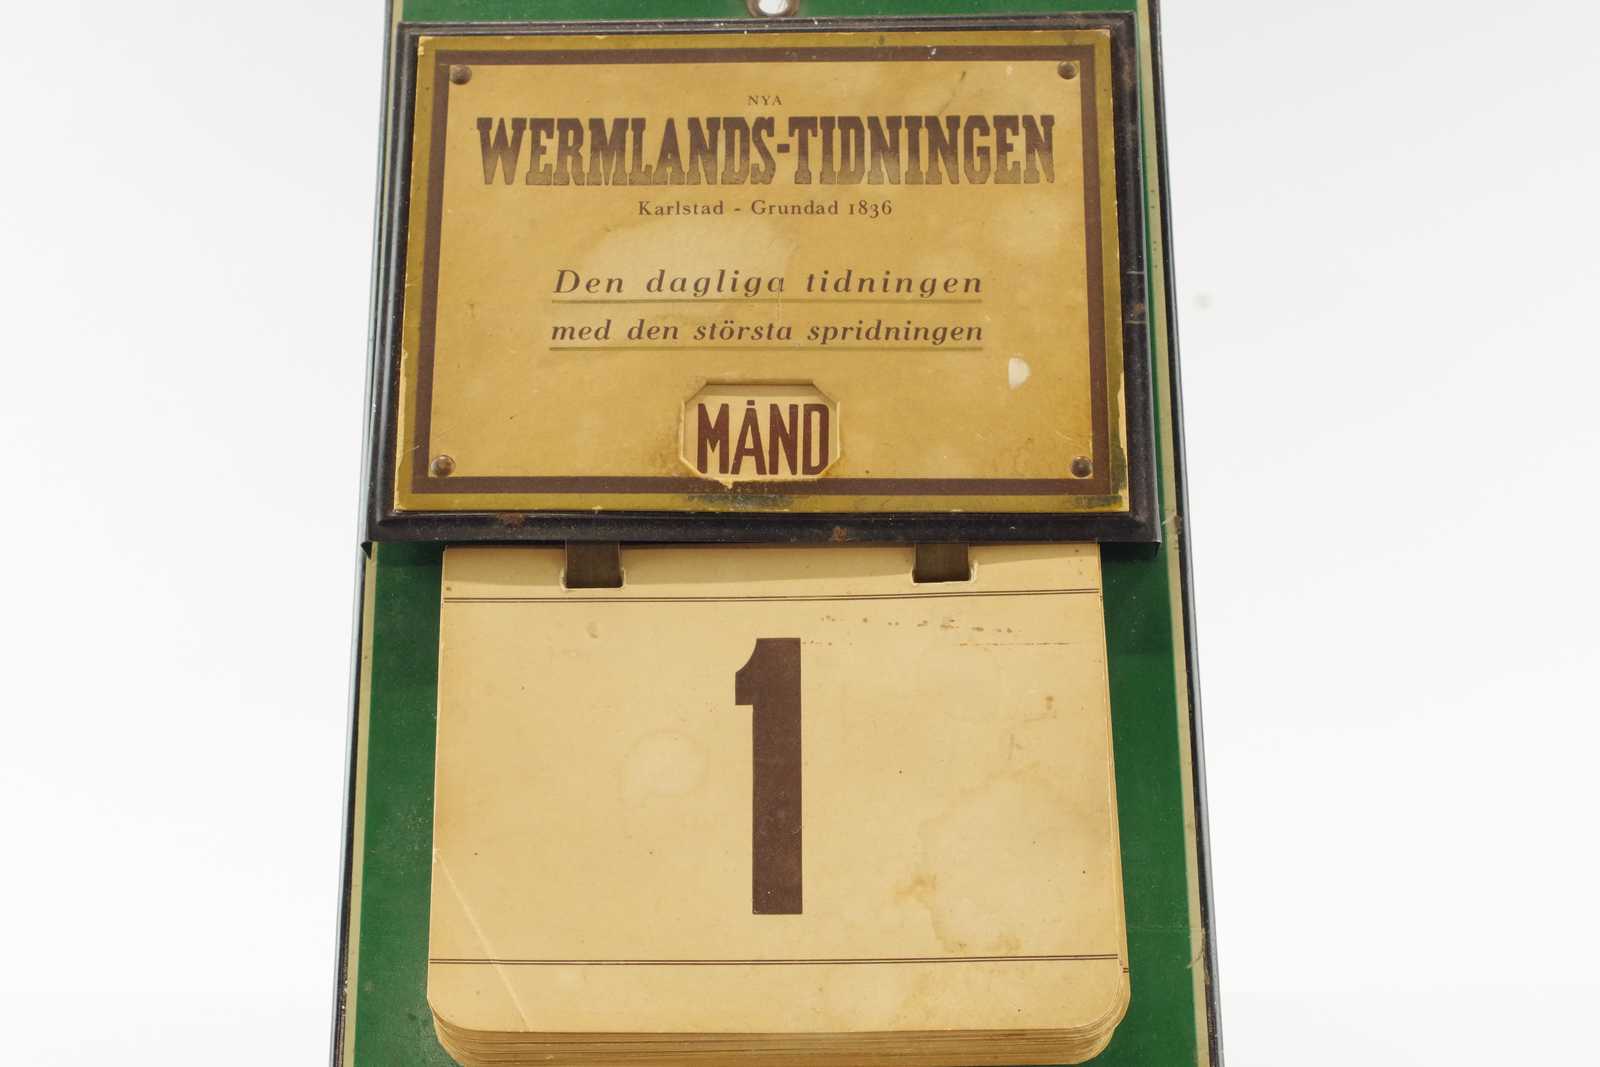 NYA
WERMLANDS-TIDNINGEN
Karlstad - Grundad 1836
Den dagliga tidningen
med den största spridningen
MÅND
1